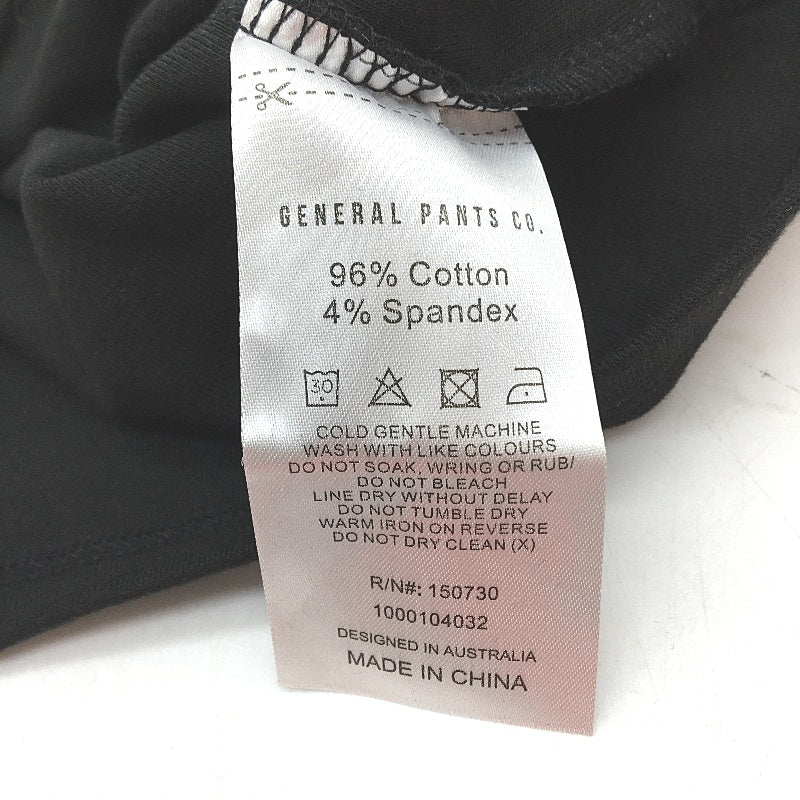 GENERAL PANTS CO.
96% Cotton
4% Spandex
30
COLD GENTLE MACHINE
WASH WITH LIKE COLOURS
DO NOT SOAK, WRING OR RUB/
DO NOT BLEACH
LINE DRY WITHOUT DELAY
DO NOT TUMBLE DRY
WARM IRON ON REVERSE
DO NOT DRY CLEAN (X)
R/N#: 150730
1000104032
DESIGNED IN AUSTRALIA
MADE IN CHINA